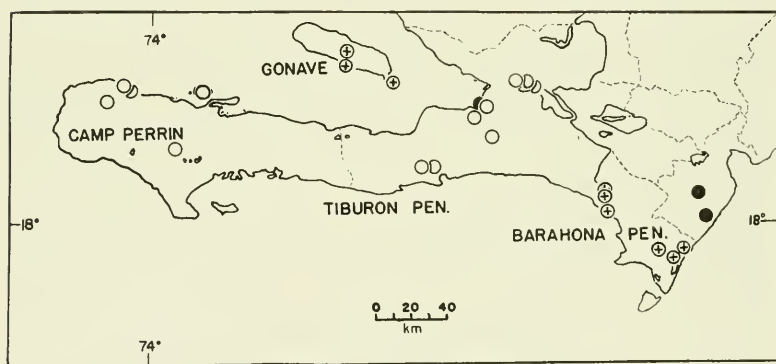 74°
GONAVE
CAMP PERRIN
TIBURON PEN.
BARAHONA PEN.
18°
18°
0 20 40
km
74°